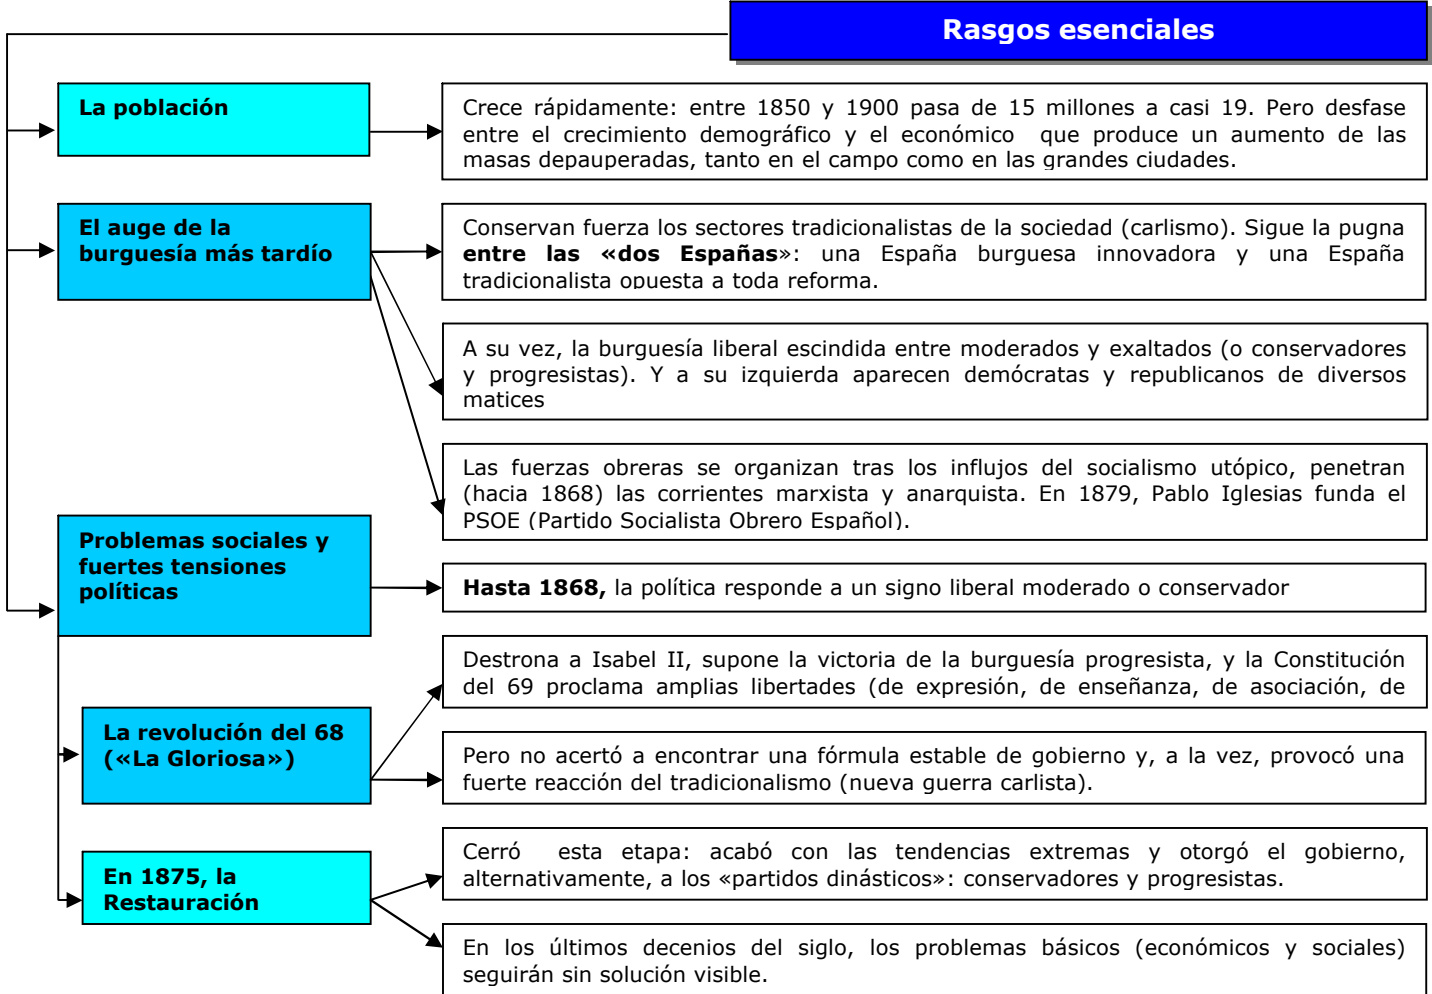 Rasgos esenciales
La población
Crece rápidamente: entre 1850 y 1900 pasa de 15 millones a casi 19. Pero desfase
entre el crecimiento demográfico y el económico que produce un aumento de las
masas depauperadas, tanto en el campo como en las grandes ciudades.
El auge de la
burguesía más tardío
Conservan fuerza los sectores tradicionalistas de la sociedad (carlismo). Sigue la pugna
entre las «dos Españas»: una España burguesa innovadora y una España
tradicionalista opuesta a toda reforma.
A su vez, la burguesía liberal escindida entre moderados y exaltados (o conservadores
y progresistas). Y a su izquierda aparecen demócratas y republicanos de diversos
matices
Las fuerzas obreras se organizan tras los influjos del socialismo utópico, penetran
(hacia 1868) las corrientes marxista y anarquista. En 1879, Pablo Iglesias funda el
PSOE (Partido Socialista Obrero Español).
Problemas sociales y
fuertes tensiones
políticas
Hasta 1868, la política responde a un signo liberal moderado o conservador
La revolución del 68
(«La Gloriosa»)
Destrona a Isabel II, supone la victoria de la burguesía progresista, y la Constitución
del 69 proclama amplias libertades (de expresión, de enseñanza, de asociación, de
Pero no acertó a encontrar una fórmula estable de gobierno y, a la vez, provocó una
fuerte reacción del tradicionalismo (nueva guerra carlista).
En 1875, la
Restauración
Cerró esta etapa: acabó con las tendencias extremas y otorgó el gobierno,
alternativamente, a los «partidos dinásticos»: conservadores y progresistas.
En los últimos decenios del siglo, los problemas básicos (económicos y sociales)
seguirán sin solución visible.